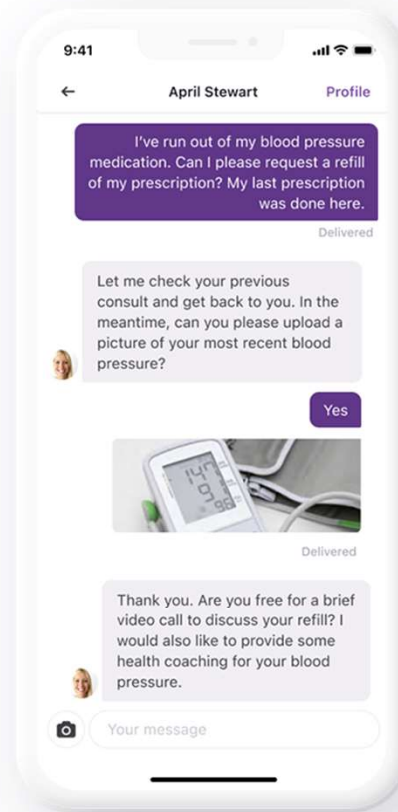 9:41
April Stewart
Profile
I've run out of my blood pressure
medication. Can I please request a refill
of my prescription? My last prescription
was done here.
Delivered
Let me check your previous
consult and get back to you. In the
meantime, can you please upload a
picture of your most recent blood
pressure?
Yes
Delivered
Thank you. Are you free for a brief
video call to discuss your refill? I
would also like to provide some
health coaching for your blood
pressure.
Your message